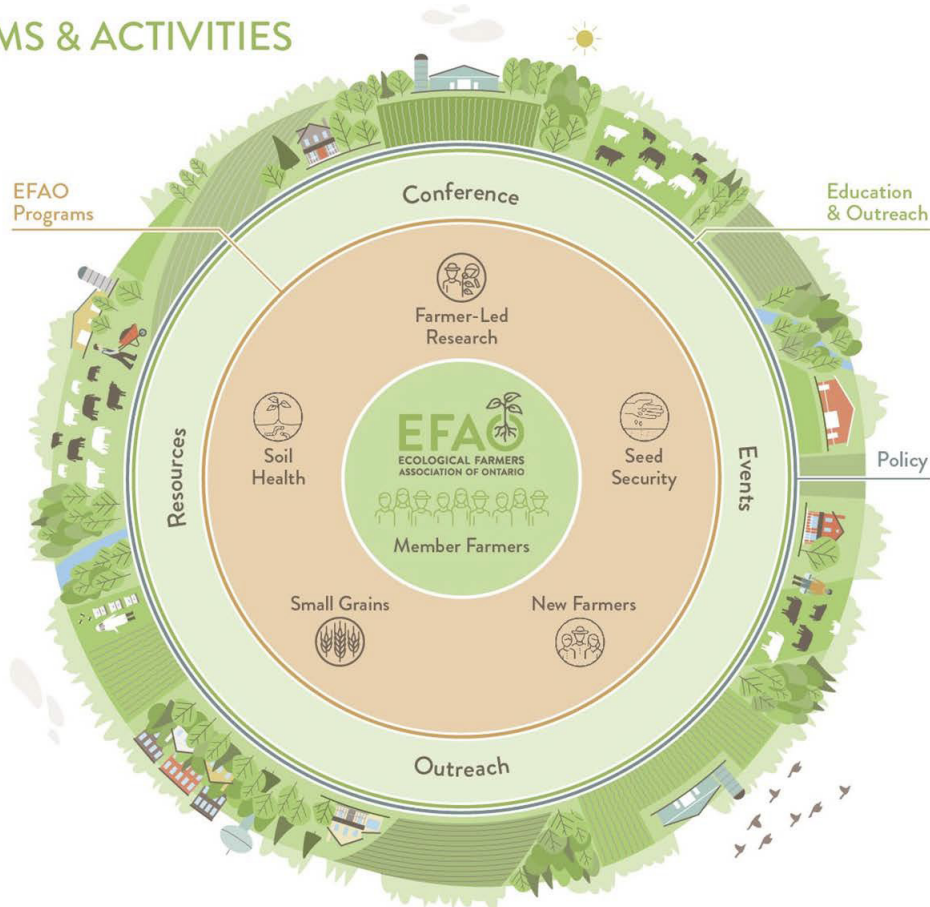 MS & ACTIVITIES
EFAO
Programs
Education
& Outreach
Policy
Conference
Farmer-Led
Research
Resources
Soil
Health
EFAO
ECOLOGICAL FARMERS
ASSOCIATION OF ONTARIO
Member Farmers
Seed
Security
Events
Small Grains
New Farmers
Outreach